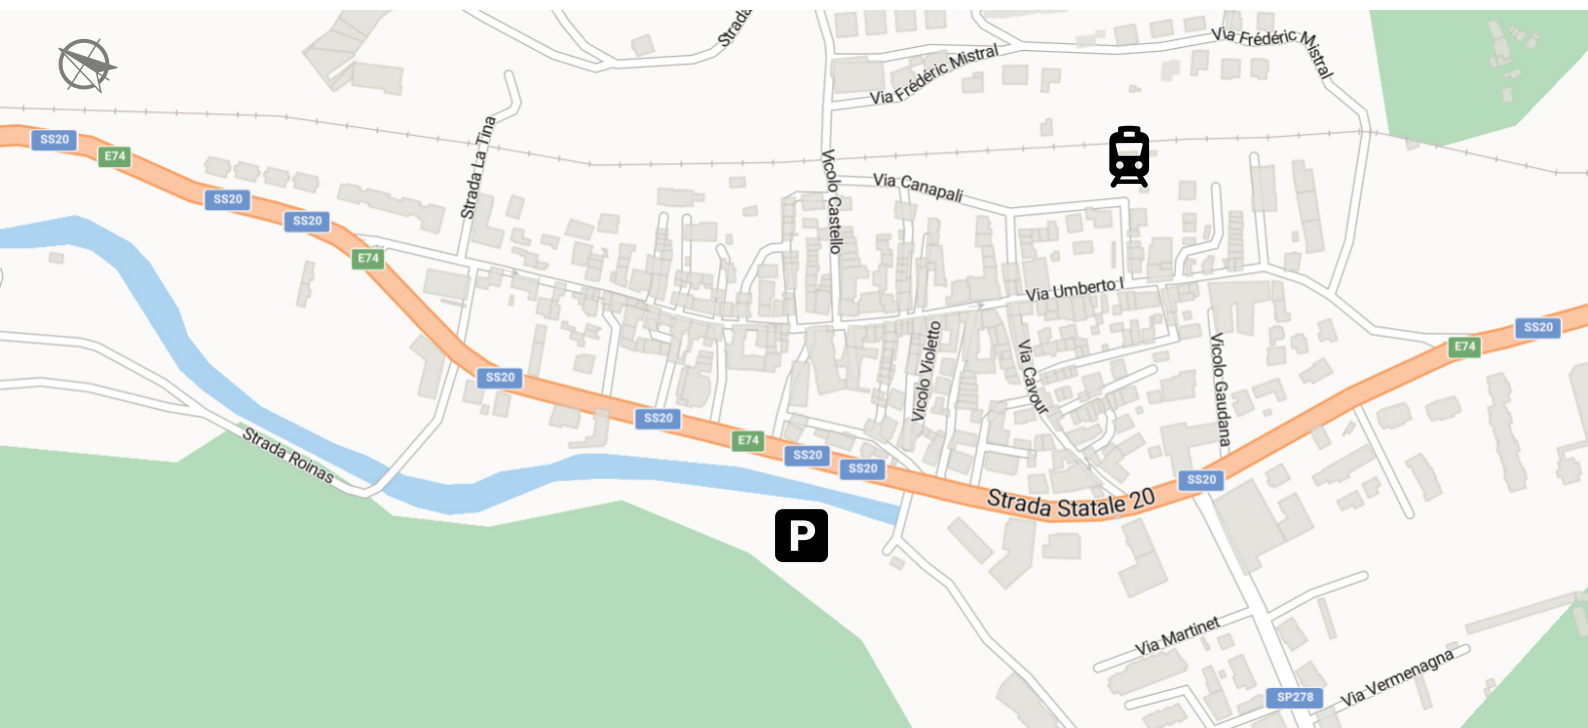 Strada
Via Frédéric Mistral
Via Frédéric Mistral
SS20
E74
Strada La Tina
SS20
SS20
Vicolo Castello
Via Canapali
E74
Via Umberto I
SS20
E74
SS20
Vicolo Violetto
Via Cavour
Vicolo Gaudana
SS20
E74
SS20
SS20
Strada Roinas
Strada Statale 20
SS20
P
Via Martinet
Via Vermenagna
SP278